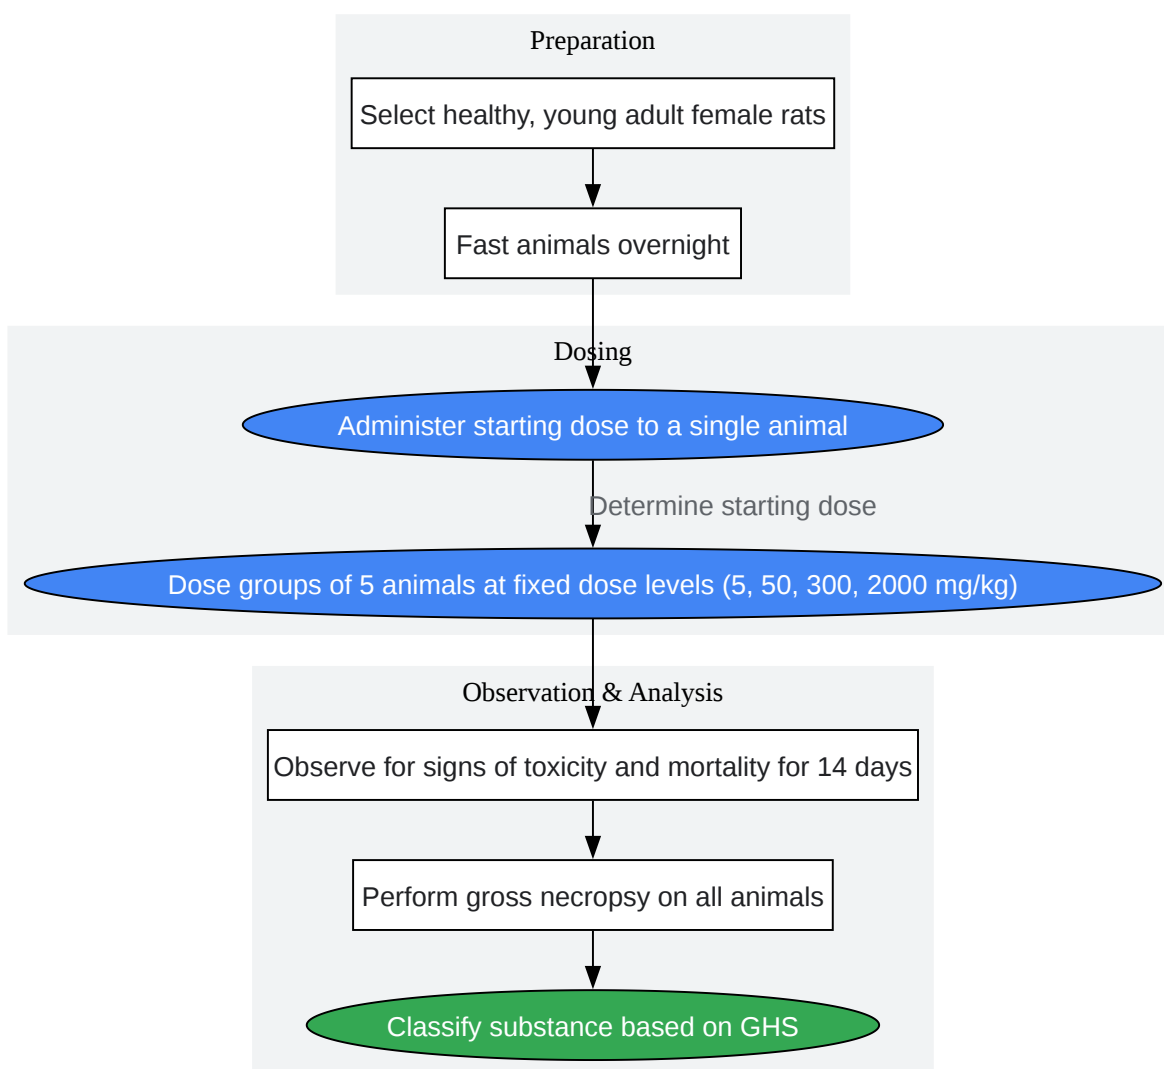 Preparation
Select healthy, young adult female rats
Fast animals overnight
Dosing
Administer starting dose to a single animal
Determine starting dose
Dose groups of 5 animals at fixed dose levels (5, 50, 300, 2000 mg/kg)
Observation & Analysis
Observe for signs of toxicity and mortality for 14 days
Perform gross necropsy on all animals
Classify substance based on GHS